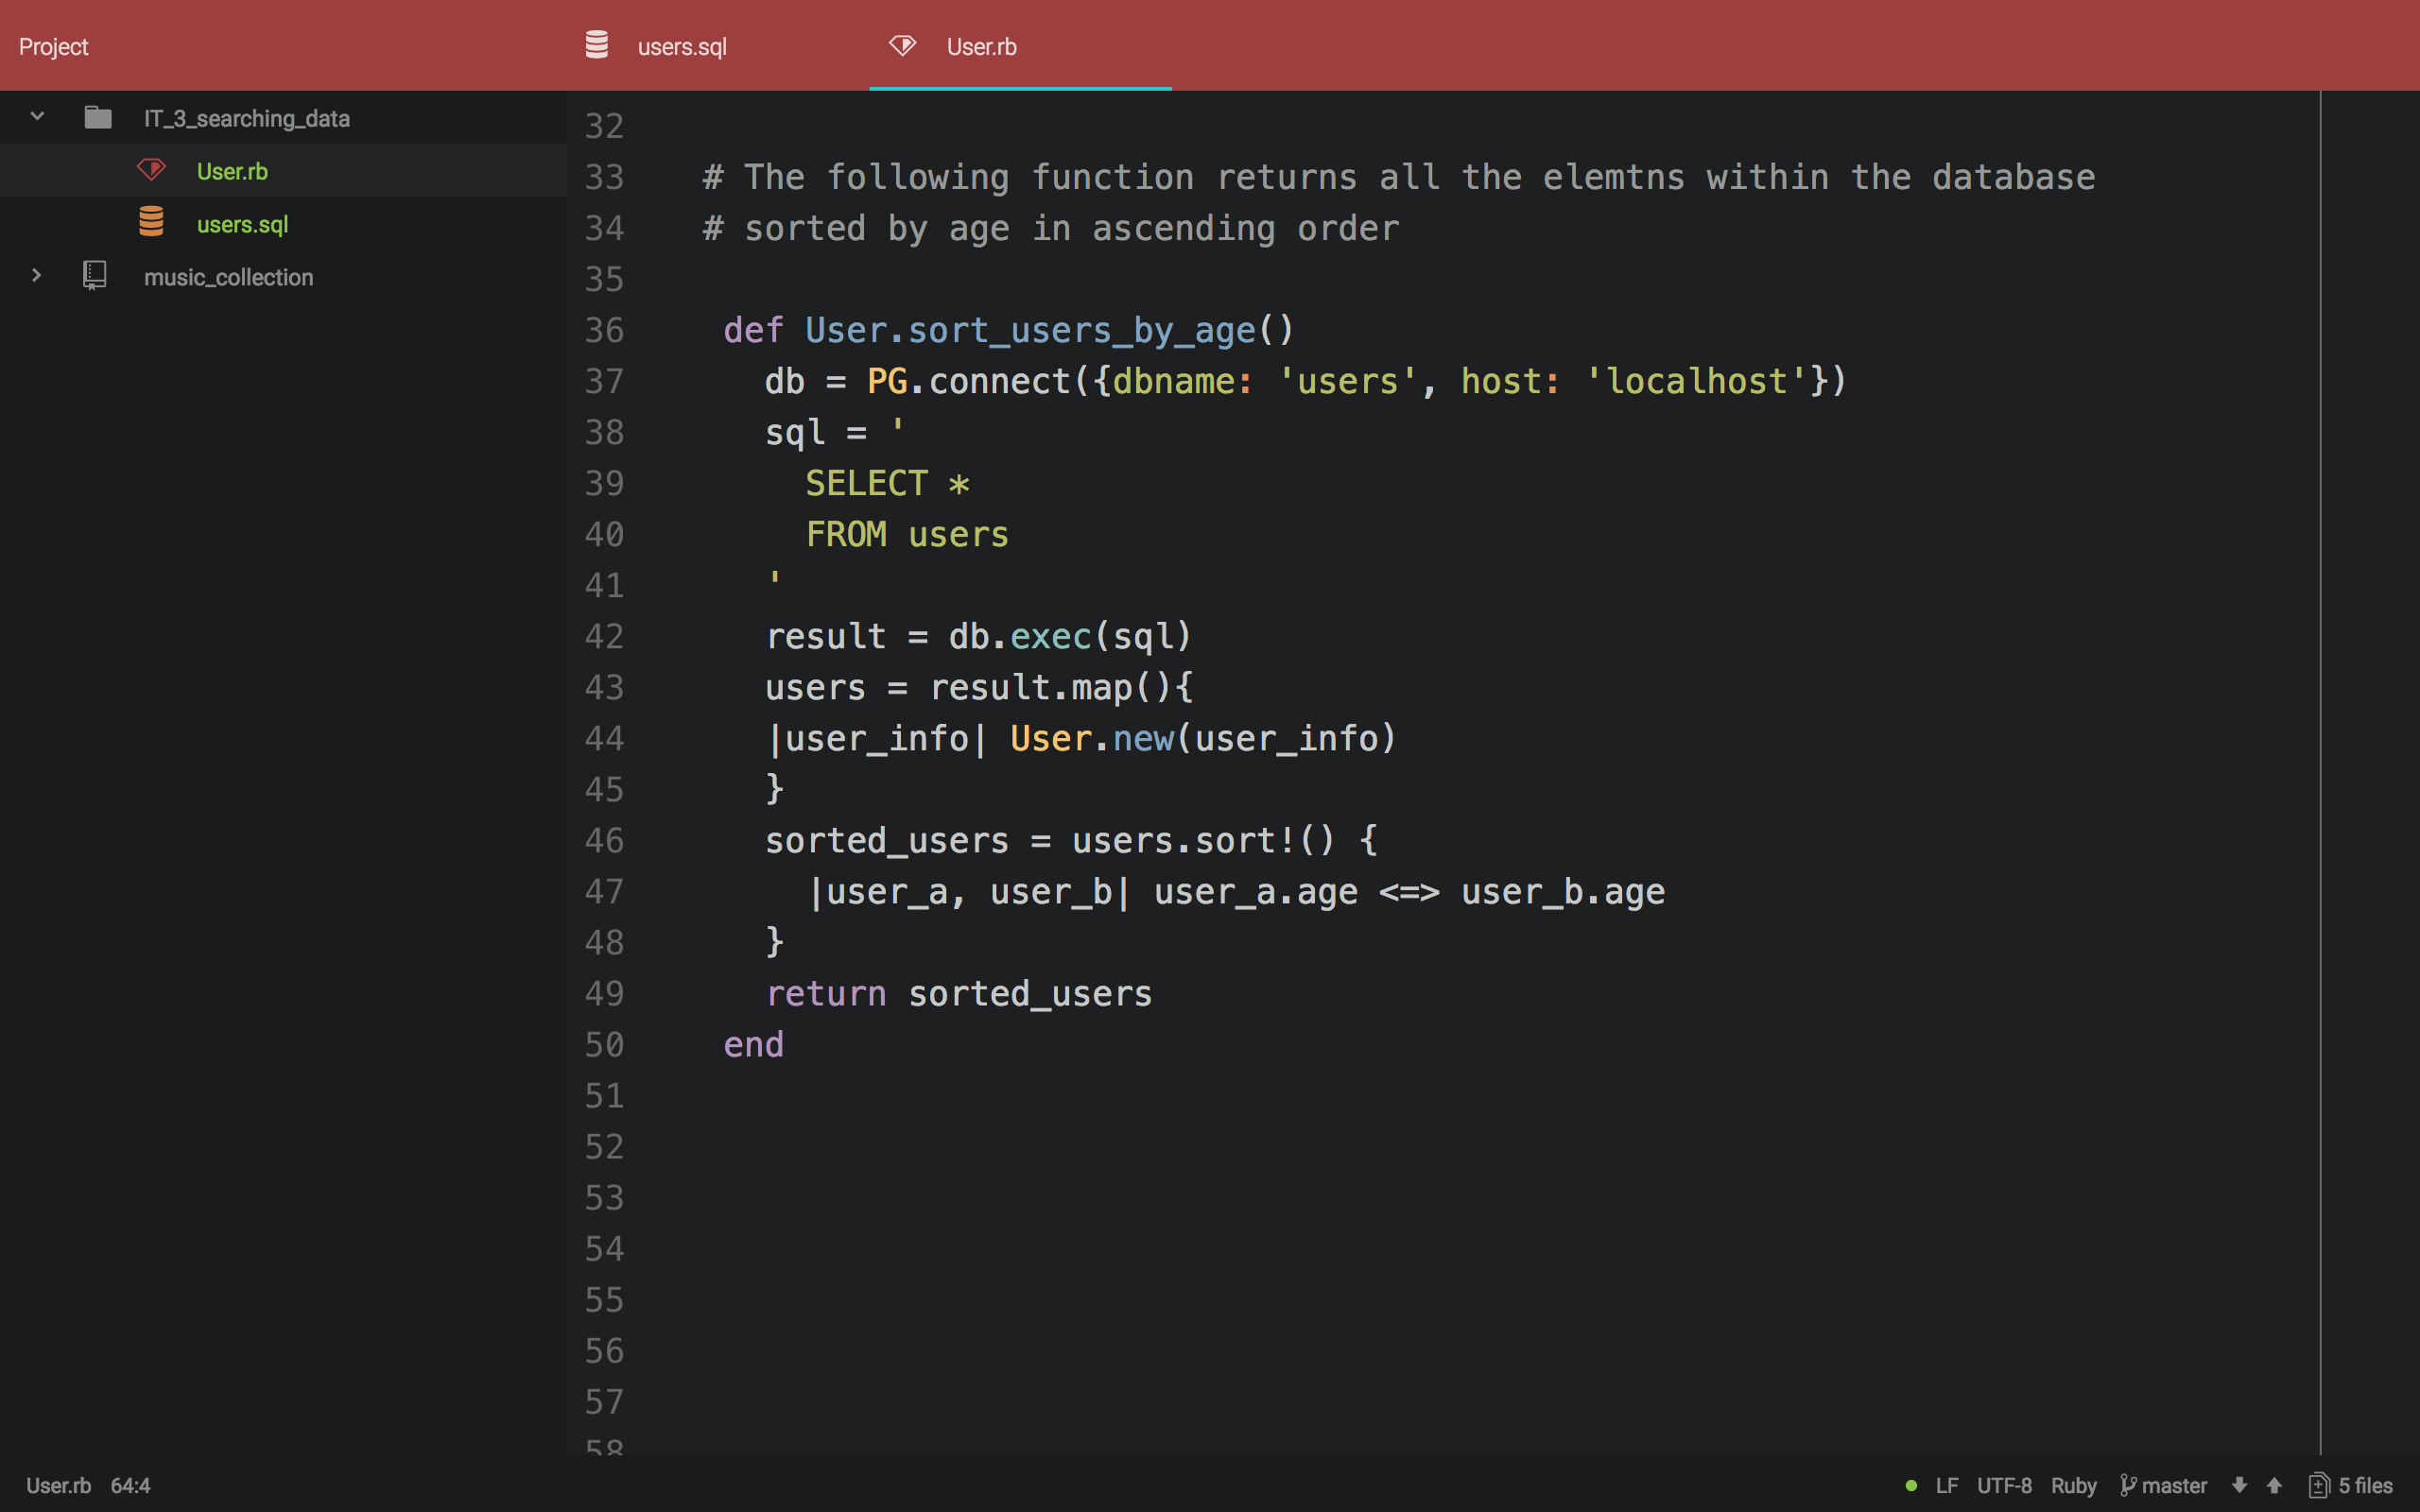 Project
users.sql
User.rb
IT_3_searching_data
User.rb
users.sql
music_collection
32
33 # The following function returns all the elemtns within the database
34 # sorted by age in ascending order
35
36 def User.sort_users_by_age()
37 db = PG.connect({dbname: 'users', host: 'localhost'})
38 sql = '
39 SELECT *
40 FROM users
41 '
42 result = db.exec(sql)
43 users = result.map(){
44 |user_info| User.new(user_info)
45 }
46 sorted_users = users.sort!() {
47 |user_a, user_b| user_a.age <=> user_b.age
48 }
49 return sorted_users
50 end
51
52
53
54
55
56
57
58
User.rb 64:4
LF UTF-8 Ruby master 5 files